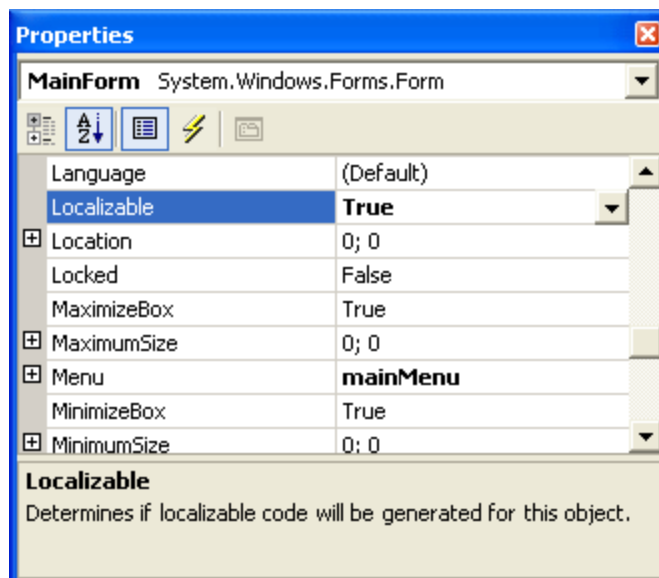 Properties
MainForm System.Windows.Forms.Form
A
Z
Language (Default)
Localizable True
Location 0; 0
Locked False
MaximizeBox True
MaximumSize 0; 0
Menu mainMenu
MinimizeBox True
MinimumSize 0; 0
Localizable
Determines if localizable code will be generated for this object.